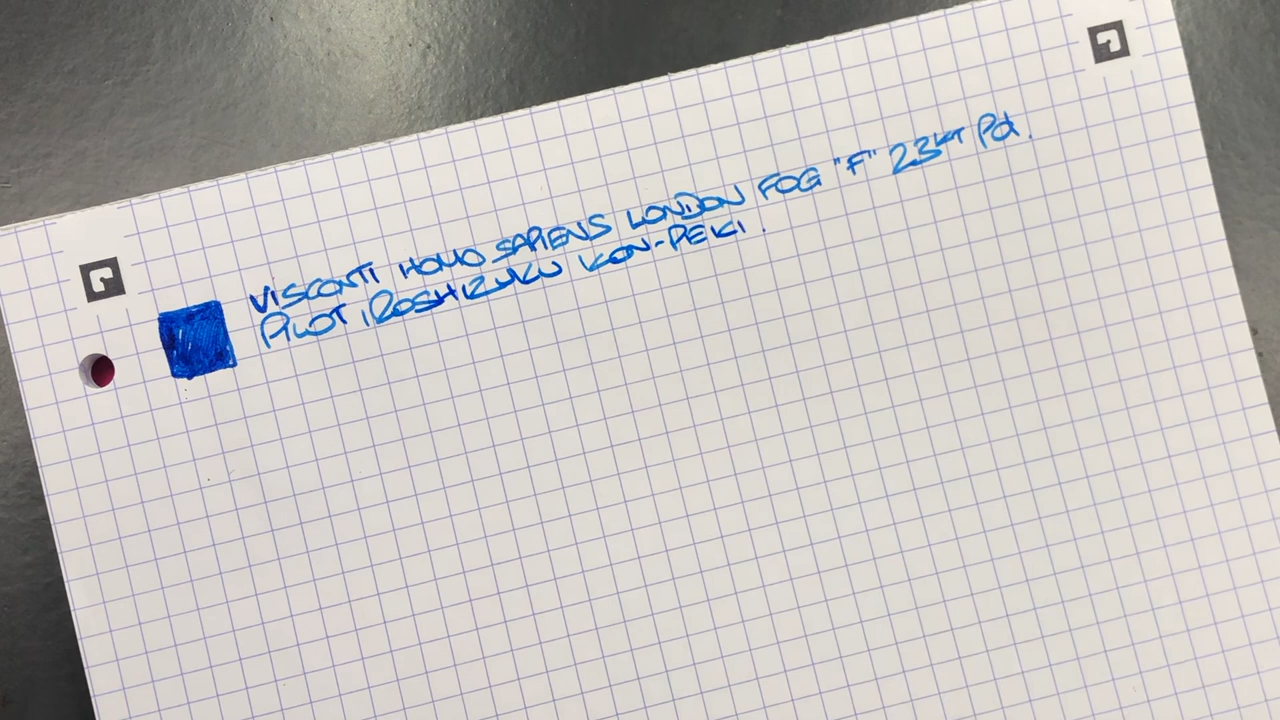 VISCONTI HOMO SAPIENS LONDON FOG "F" 23KT Pd.
PILOT IROSHIZUKU KON-PEKI.